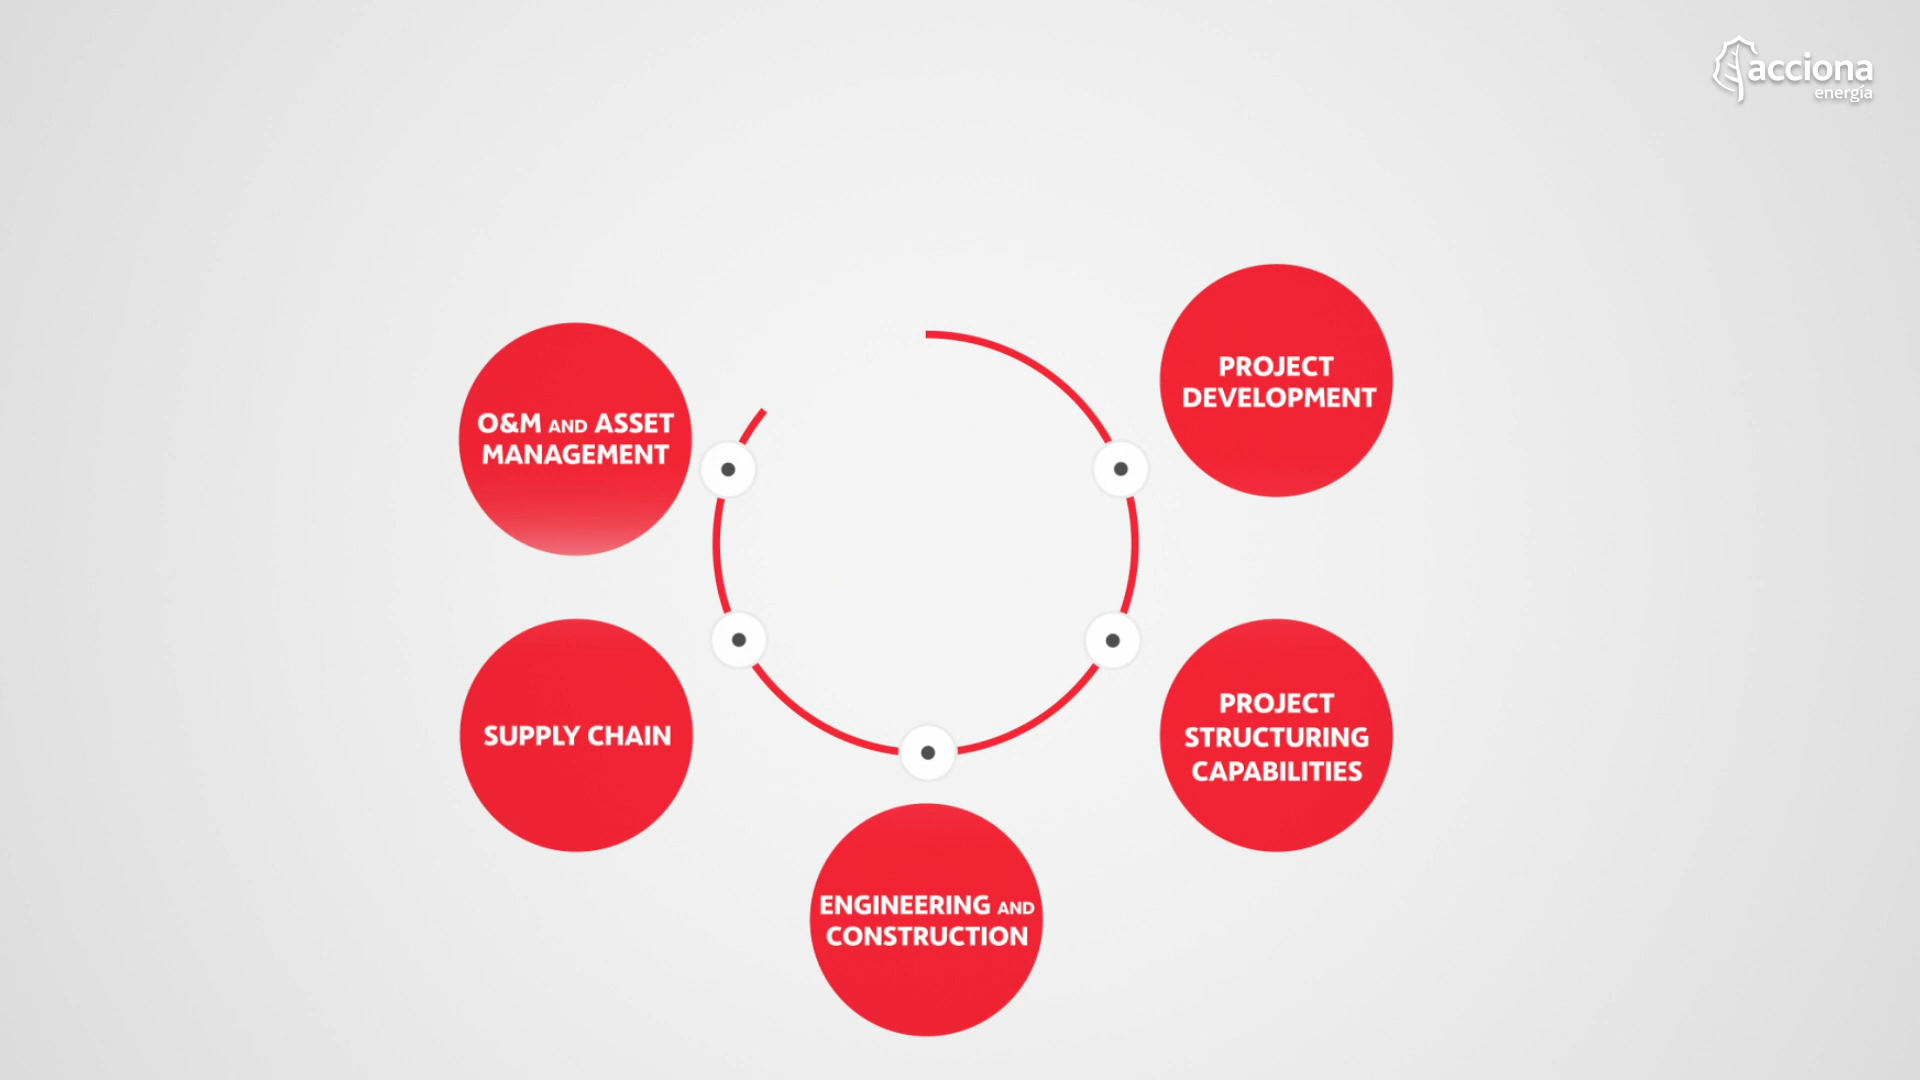 acciona
energía
PROJECT
DEVELOPMENT
O&M AND ASSET
MANAGEMENT
PROJECT
STRUCTURING
CAPABILITIES
SUPPLY CHAIN
ENGINEERING AND
CONSTRUCTION